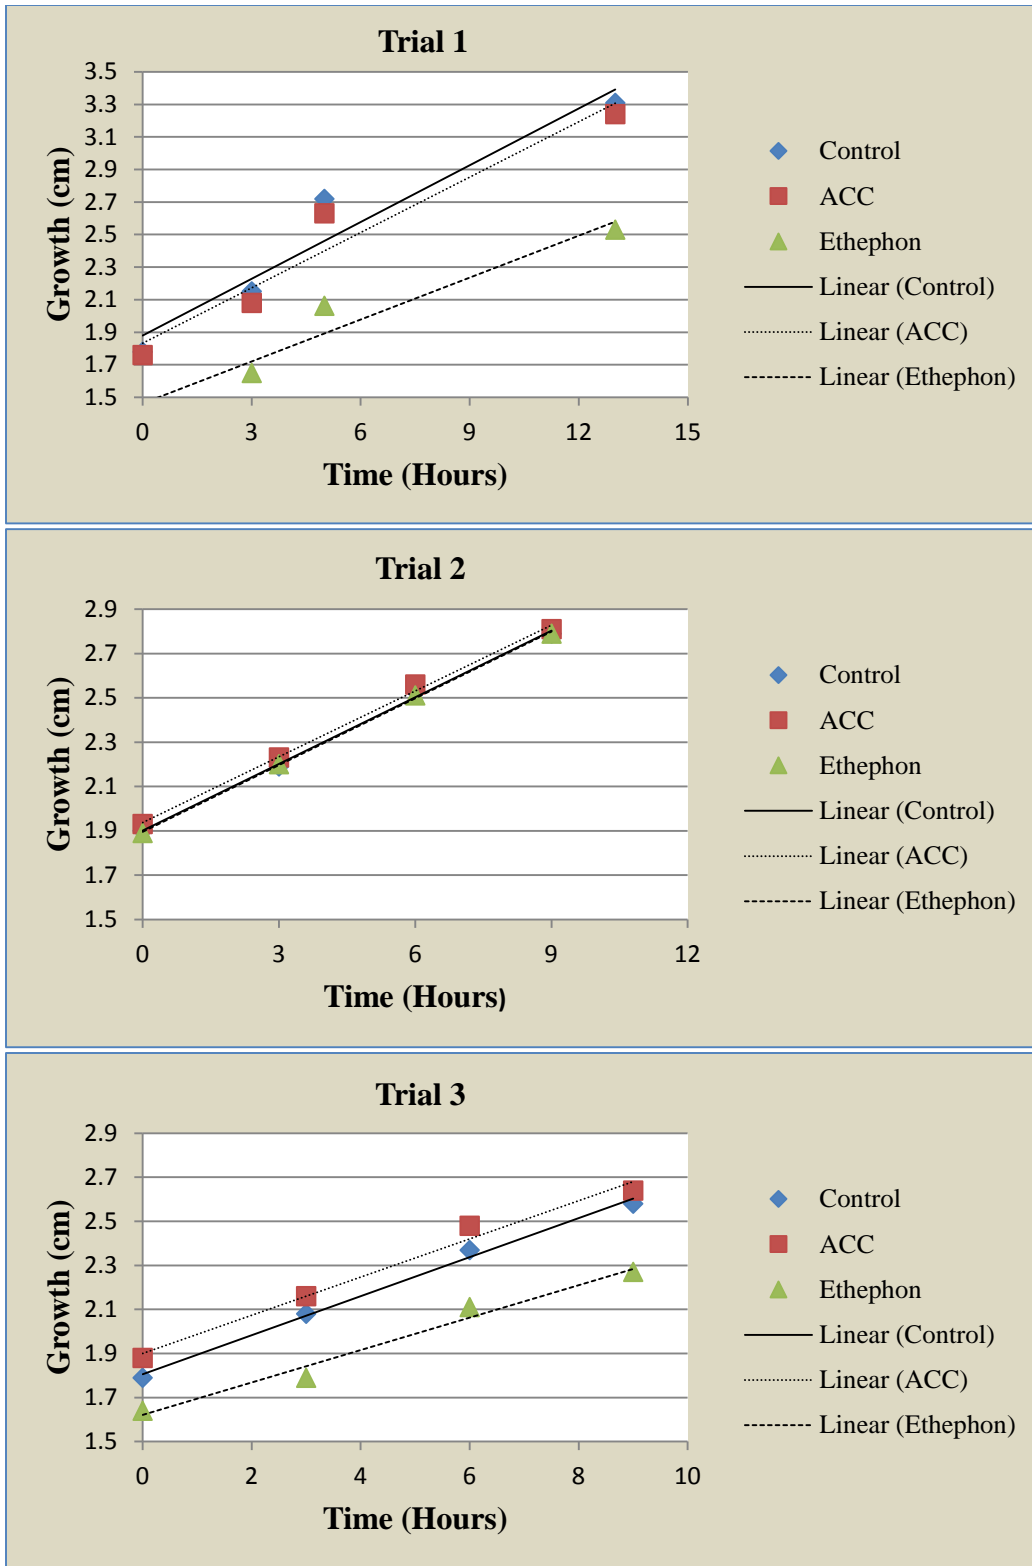 Trial 1
3.5
3.3
3.1
2.9
2.7
2.5
2.3
2.1
1.9
1.7
1.5
Growth (cm)
0 3 6 9 12 15
Time (Hours)
Control
ACC
Ethephon
Linear (Control)
Linear (ACC)
Linear (Ethephon)
Trial 2
2.9
2.7
2.5
2.3
2.1
1.9
1.7
1.5
Growth (cm)
0 3 6 9 12
Time (Hours)
Control
ACC
Ethephon
Linear (Control)
Linear (ACC)
Linear (Ethephon)
Trial 3
2.9
2.7
2.5
2.3
2.1
1.9
1.7
1.5
Growth (cm)
0 2 4 6 8 10
Time (Hours)
Control
ACC
Ethephon
Linear (Control)
Linear (ACC)
Linear (Ethephon)